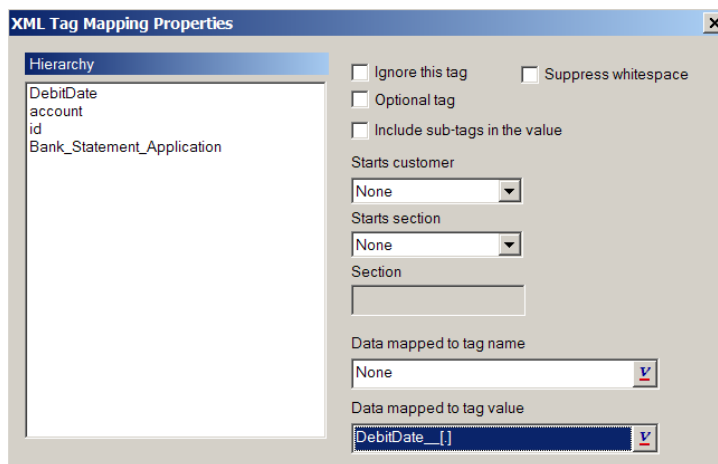 XML Tag Mapping Properties
Hierarchy
DebitDate
account
id
Bank_Statement_Application
Ignore this tag
Suppress whitespace
Optional tag
Include sub-tags in the value
Starts customer
None
Starts section
None
Section
Data mapped to tag name
None
V
Data mapped to tag value
DebitDate__[.]
V